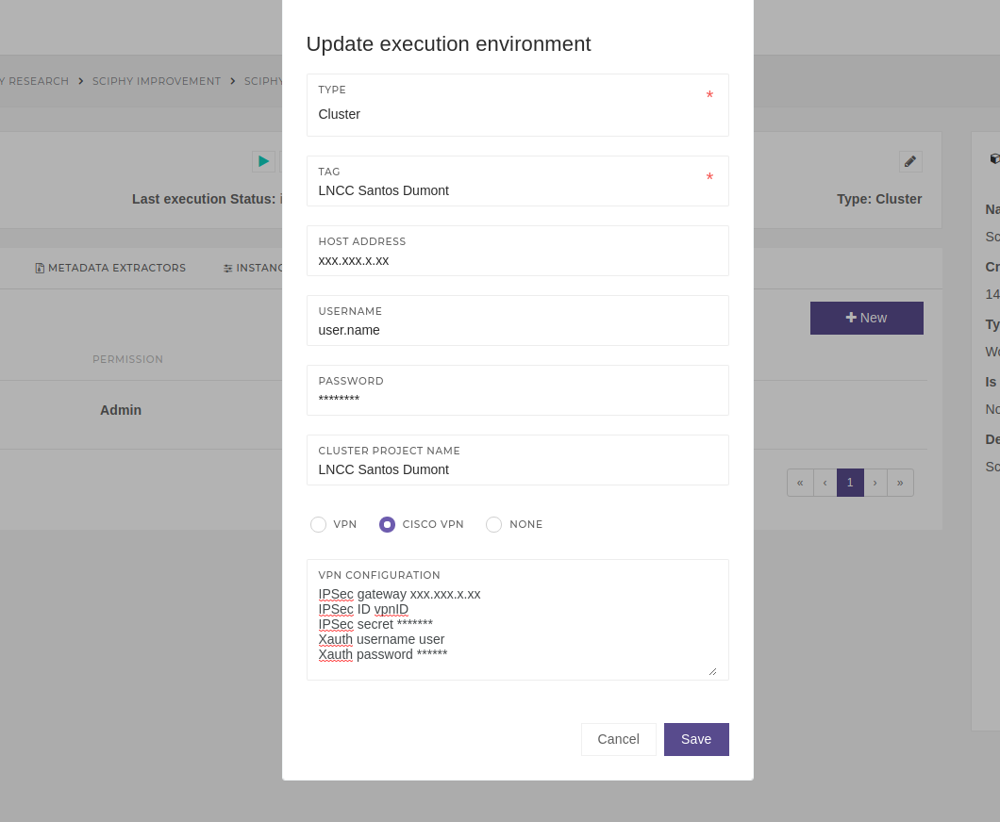 Update execution environment
Y RESEARCH > SCIPHY IMPROVEMENT > SCIPHY
TYPE
*
Cluster
TAG
*
LNCC Santos Dumont
Last execution Status:
Type: Cluster
HOST ADDRESS
xxx.xxx.x.xx
METADATA EXTRACTORS
INSTANC
USERNAME
user.name
New
PERMISSION
PASSWORD
********
Admin
CLUSTER PROJECT NAME
LNCC Santos Dumont
« ‹ 1 › »
VPN
CISCO VPN
NONE
VPN CONFIGURATION
IPSec gateway xxx.xxx.x.xx
IPSec ID vpnID
IPSec secret *******
Xauth username user
Xauth password ******
Cancel
Save
Na
Sc
Cr
14
Ty
Wo
Is
No
De
Sc